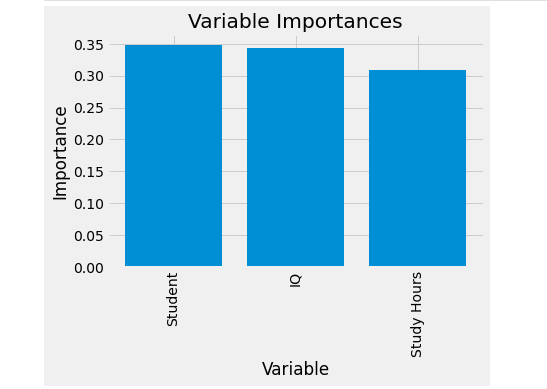 Variable Importances
0.35
0.30
0.25
0.20
0.15
0.10
0.05
0.00
Importance
Student
IQ
Study Hours
Variable